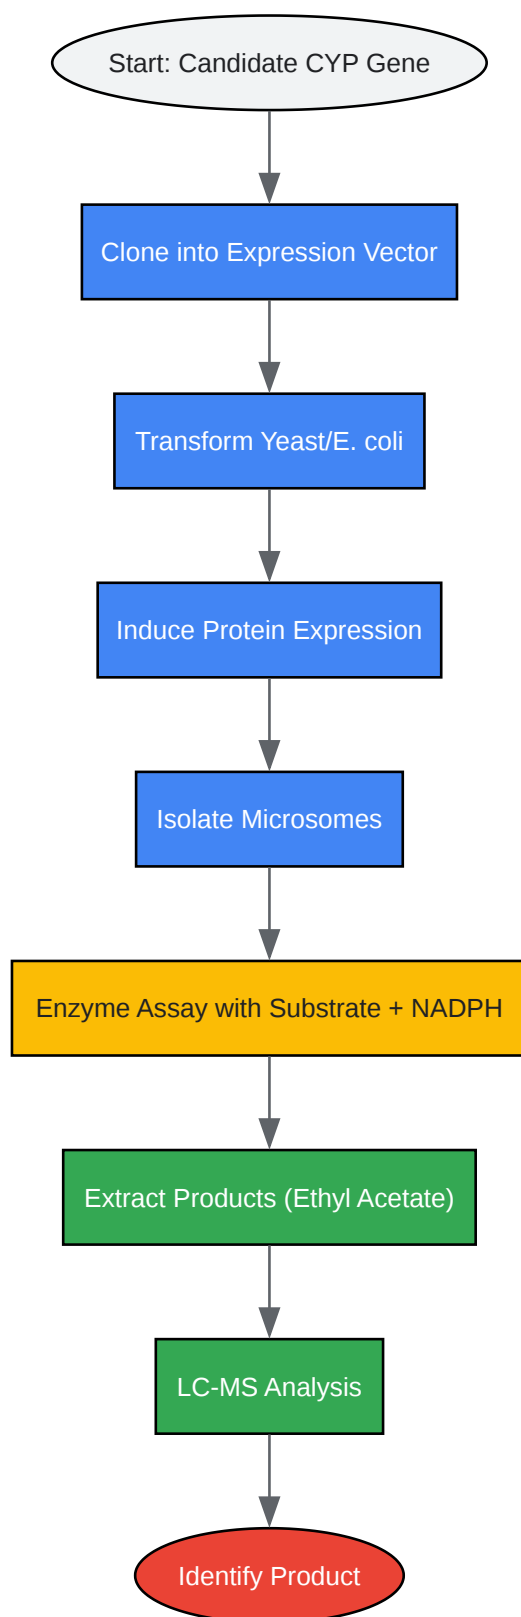 Start: Candidate CYP Gene
Clone into Expression Vector
Transform Yeast/E. coli
Induce Protein Expression
Isolate Microsomes
Enzyme Assay with Substrate + NADPH
Extract Products (Ethyl Acetate)
LC-MS Analysis
Identify Product